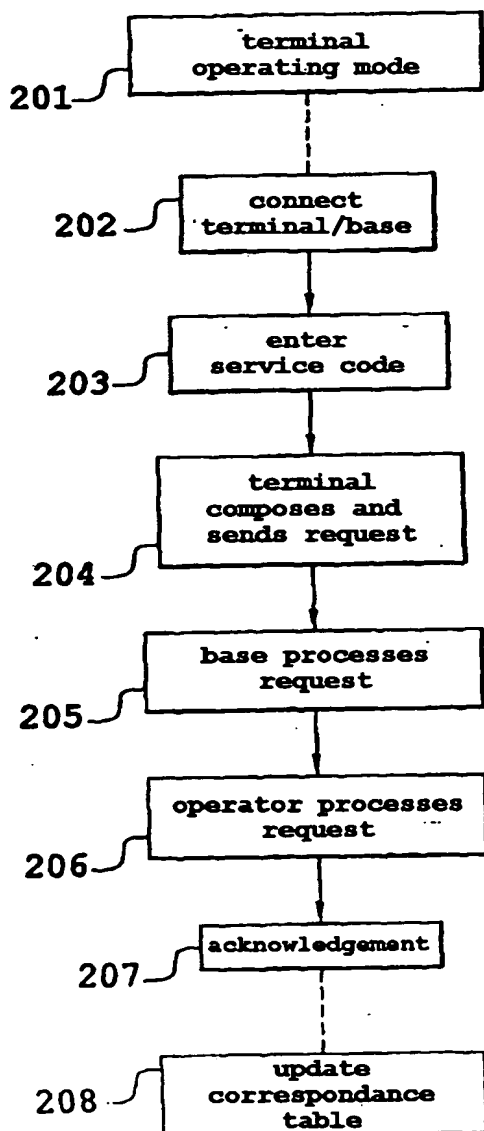 terminal
operating mode
201
connect
terminal/base
202
enter
service code
203
terminal
composes and
sends request
204
base processes
request
205
operator processes
request
206
acknowledgement
207
update
correspondance
table
208